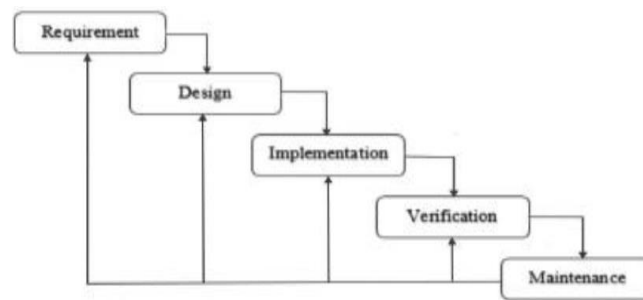 Requirement
Design
Implementation
Verification
Maintenance